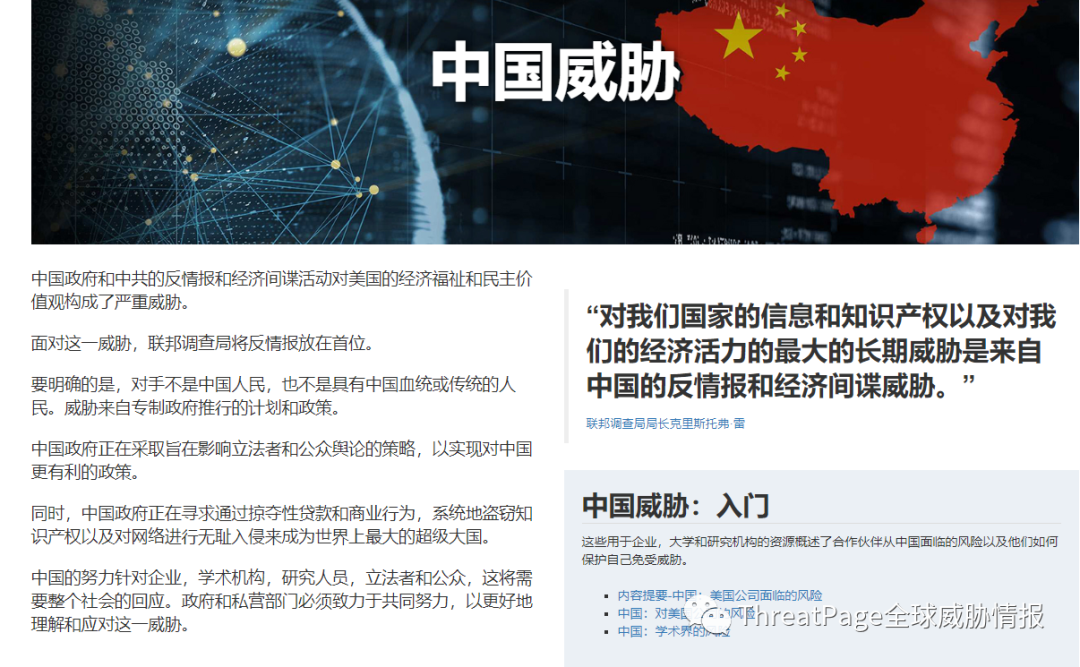 中国威胁
中国政府和中共的反情报和经济间谍活动对美国的经济福祉和民主价
值观构成了严重威胁。
面对这一威胁，联邦调查局将反情报放在首位。
要明确的是，对手不是中国人民，也不是具有中国血统或传统的人
民。威胁来自专制政府推行的计划和政策。
中国政府正在采取旨在影响立法者和公众舆论的策略，以实现对中国
更有利的政策。
同时，中国政府正在寻求通过掠夺性贷款和商业行为，系统地盗窃知
识产权以及对网络进行无耻入侵来成为世界上最大的超级大国。
中国的努力针对企业，学术机构，研究人员，立法者和公众，这将需
要整个社会的回应。政府和私营部门必须致力于共同努力，以更好地
理解和应对这一威胁。
“对我们国家的信息和知识产权以及对我
们的经济活力的最大的长期威胁是来自
中国的反情报和经济间谍威胁。”
联邦调查局局长克里斯托弗·雷
中国威胁：入门
这些用于企业，大学和研究机构的资源概述了合作伙伴从中国面临的风险以及他们如何
保护自己免受威胁。
内容提要-中国：美国公司面临的风险
中国：对美国的风险
中国：学术界的风险
ThreatPage全球威胁情报